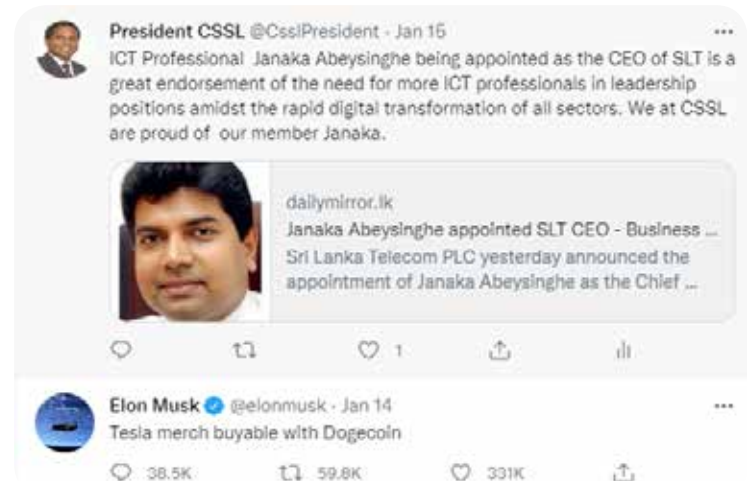 President CSSL @CsslPresident · Jan 15
ICT Professional Janaka Abeysinghe being appointed as the CEO of SLT is a
great endorsement of the need for more ICT professionals in leadership
positions amidst the rapid digital transformation of all sectors. We at CSSL
are proud of our member Janaka.
dailymirror.lk
Janaka Abeysinghe appointed SLT CEO - Business ...
Sri Lanka Telecom PLC yesterday announced the
appointment of Janaka Abeysinghe as the Chief ...
1
Elon Musk @elonmusk · Jan 14
Tesla merch buyable with Dogecoin
38.5K 59.8K 331K